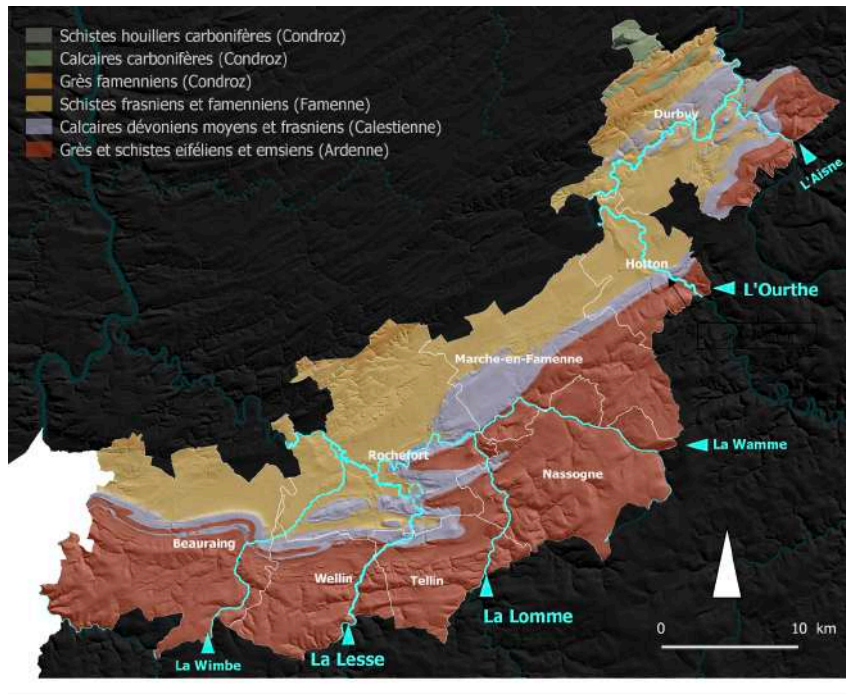 Schistes houillers carbonifères (Condroz)
Calcaires carbonifères (Condroz)
Grès famenniens (Condroz)
Schistes frasniens et famenniens (Famenne)
Calcaires dévoniens moyens et frasniens (Calestienne)
Grès et schistes eiféliens et emsiens (Ardenne)
Durbuy
L'Aisne
Hotton
L'Ourthe
Marche-en-Famenne
La Wamme
Rochefort
Nassogne
Beauraing
Wellin
Tellin
La Lomme
La Lesse
La Wimbe
0 10 km